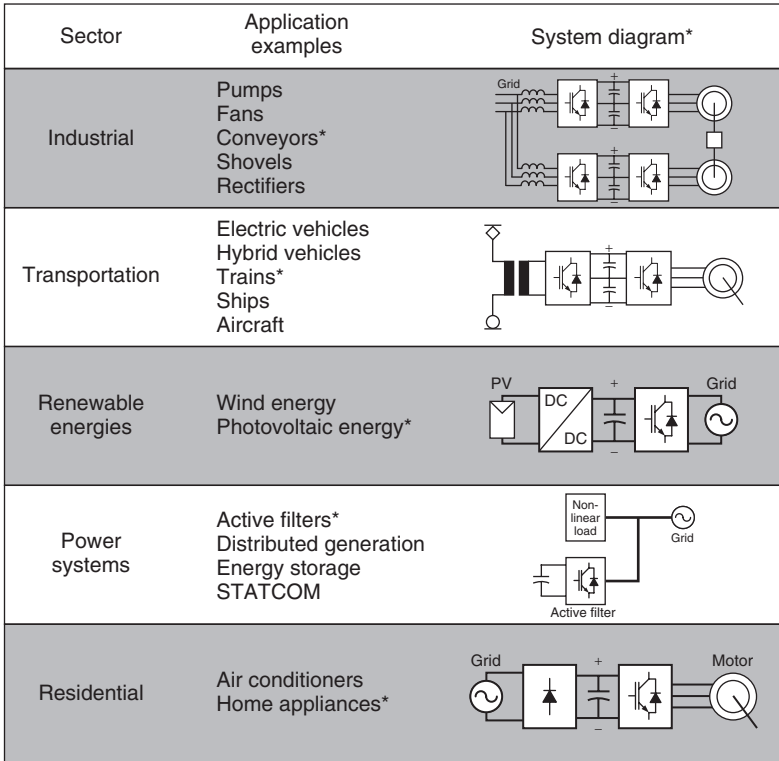 Sector
Application
examples
System diagram*
Industrial
Pumps
Fans
Conveyors*
Shovels
Rectifiers
Grid
+
+
−
−
+
+
−
−
Transportation
Electric vehicles
Hybrid vehicles
Trains*
Ships
Aircraft
+
−
Renewable
energies
Wind energy
Photovoltaic energy*
PV
DC
DC
+
−
Grid
Power
systems
Active filters*
Distributed generation
Energy storage
STATCOM
Non-
linear
load
Grid
Active filter
Residential
Air conditioners
Home appliances*
Grid
+
−
Motor